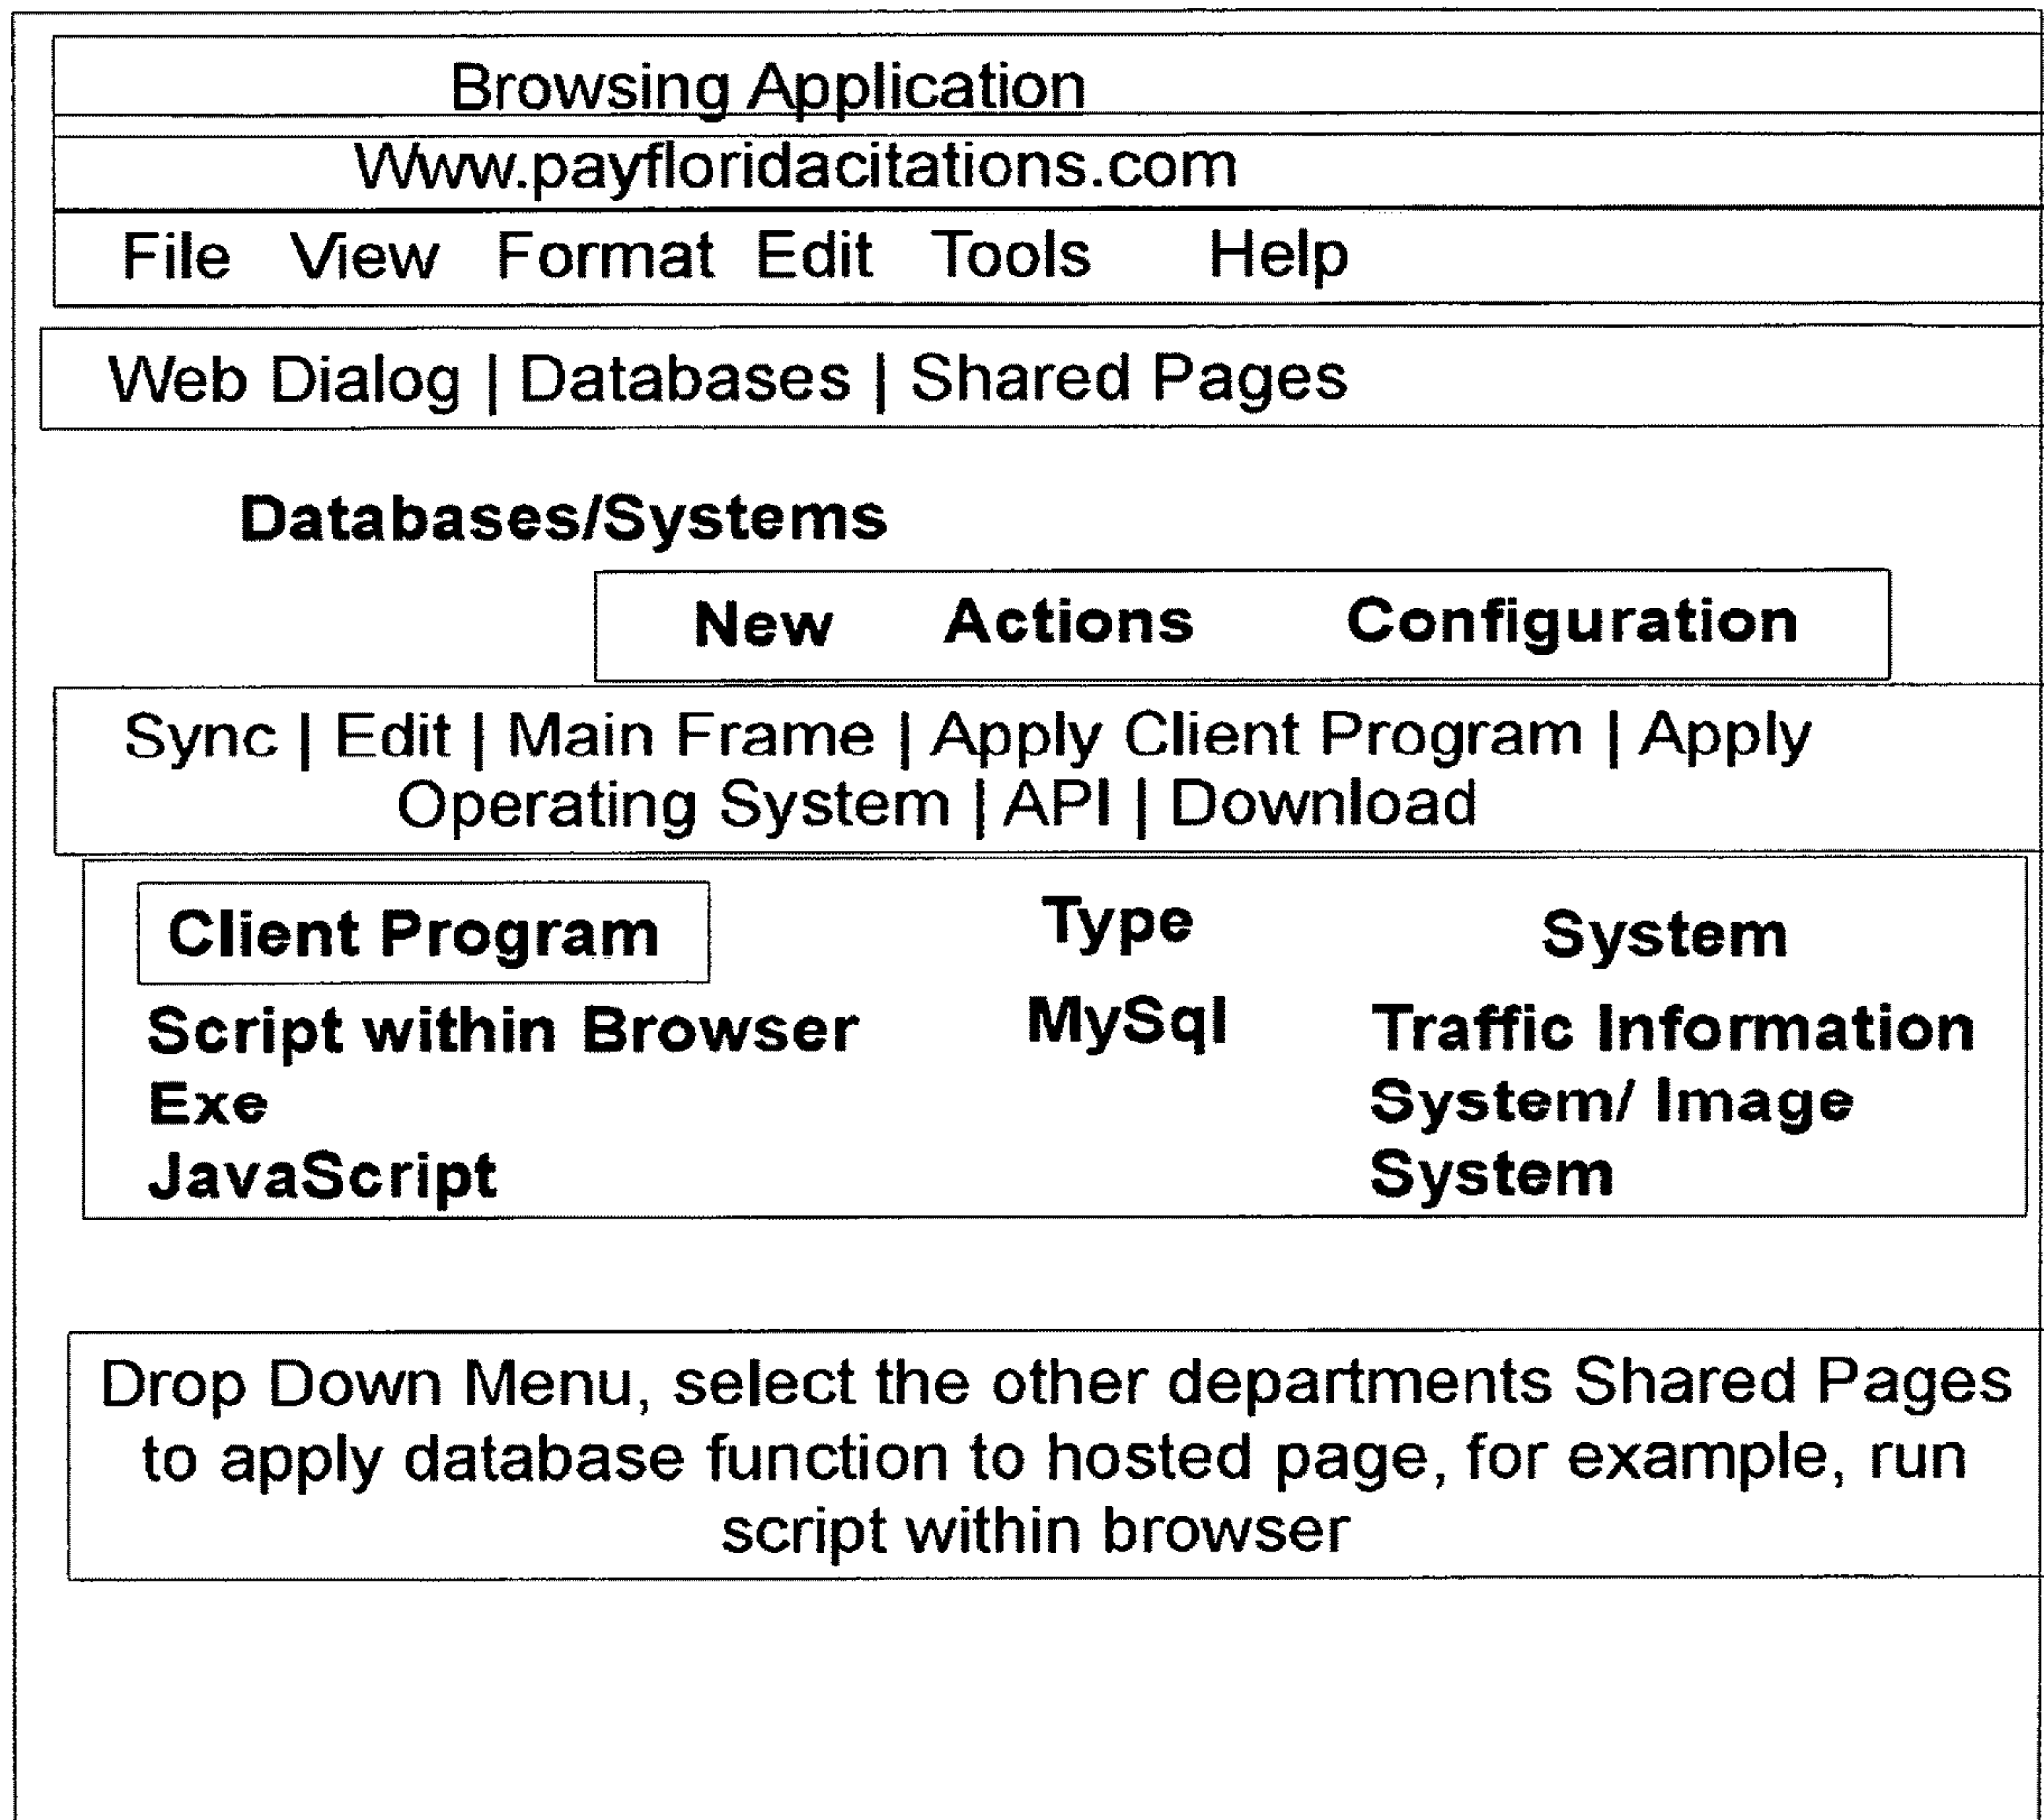 Browsing Application
Www.payfloridacitations.com
File View Format Edit Tools Help
Web Dialog | Databases | Shared Pages
Databases/Systems
New Actions Configuration
Sync | Edit | Main Frame | Apply Client Program | Apply
Operating System | API | Download
Client Program Type System
Script within Browser MySql Traffic Information
Exe System/ Image
JavaScript System
Drop Down Menu, select the other departments Shared Pages
to apply database function to hosted page, for example, run
script within browser